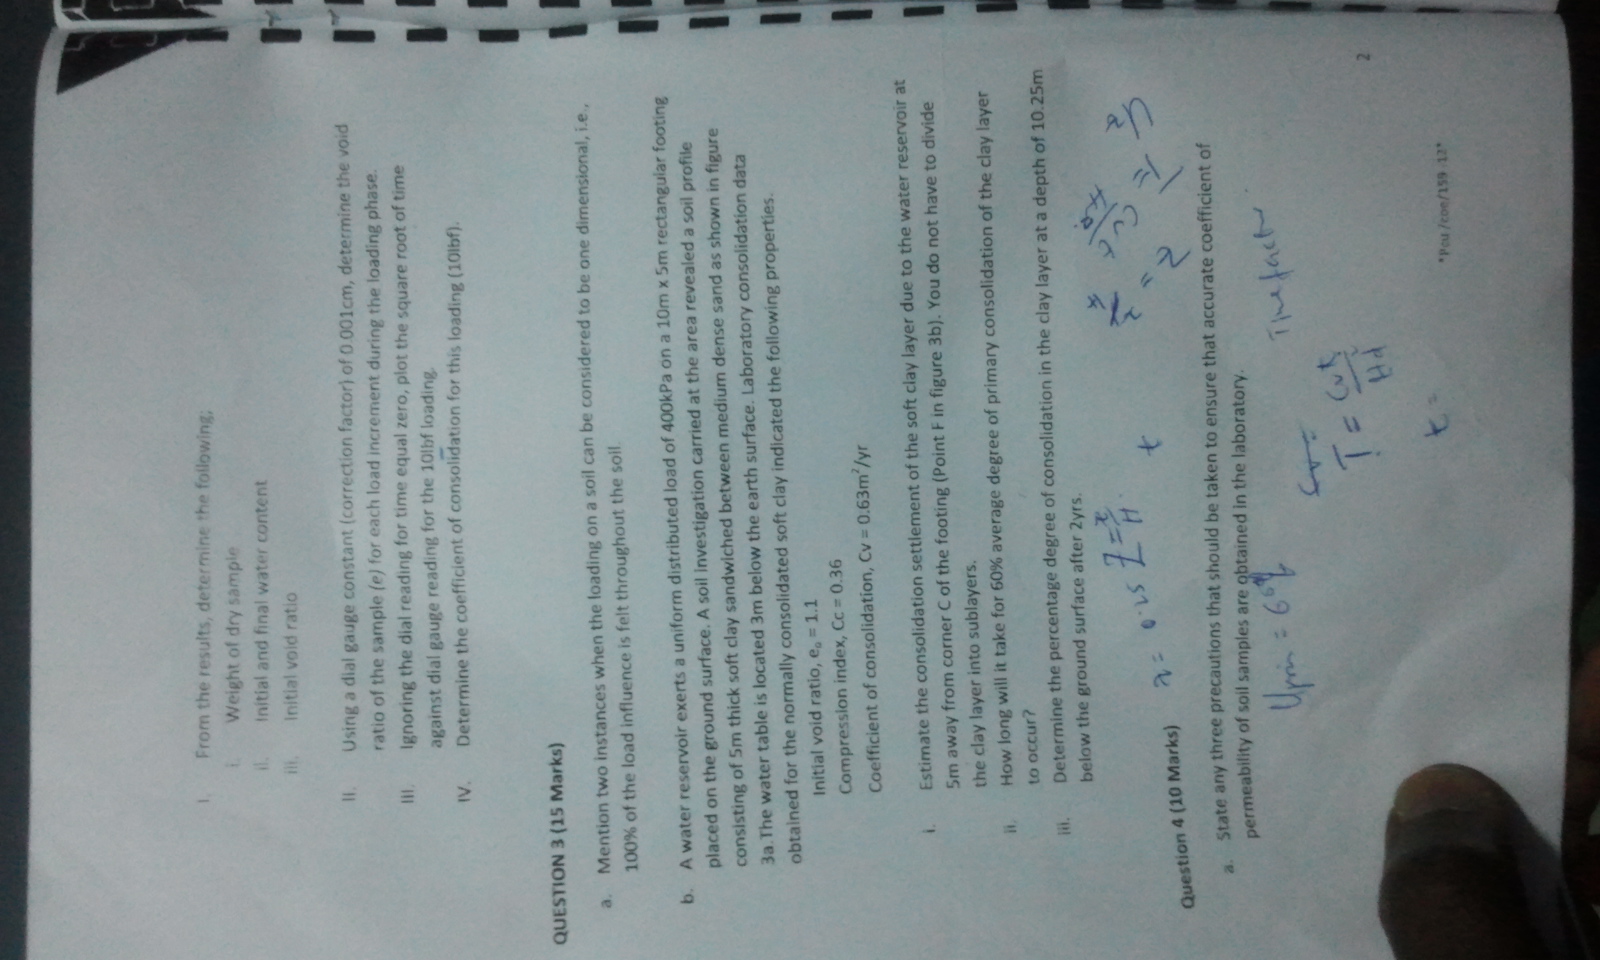 I. From the results, determine the following;
i. Weight of dry sample
ii. Initial and final water content
iii. Initial void ratio
II. Using a dial gauge constant (correction factor) of 0.001cm, determine the void
ratio of the sample (e) for each load increment during the loading phase.
III. Ignoring the dial reading for time equal zero, plot the square root of time
against dial gauge reading for the 10lbf loading.
IV. Determine the coefficient of consolidation for this loading (10lbf).
QUESTION 3 (15 Marks)
a. Mention two instances when the loading on a soil can be considered to be one dimensional, i.e.,
100% of the load influence is felt throughout the soil.
b. A water reservoir exerts a uniform distributed load of 400kPa on a 10m x 5m rectangular footing
placed on the ground surface. A soil investigation carried at the area revealed a soil profile
consisting of 5m thick soft clay sandwiched between medium dense sand as shown in figure
3a.The water table is located 3m below the earth surface. Laboratory consolidation data
obtained for the normally consolidated soft clay indicated the following properties.
Initial void ratio, eₒ = 1.1
Compression index, Cc = 0.36
Coefficient of consolidation, Cv = 0.63m²/yr
i. Estimate the consolidation settlement of the soft clay layer due to the water reservoir at
5m away from corner C of the footing (Point F in figure 3b). You do not have to divide
the clay layer into sublayers.
ii. How long will it take for 60% average degree of primary consolidation of the clay layer
to occur?
iii. Determine the percentage degree of consolidation in the clay layer at a depth of 10.25m
below the ground surface after 2yrs.
= 0.25 Z = x/H t
Question 4 (10 Marks)
a. State any three precautions that should be taken to ensure that accurate coefficient of
permeability of soil samples are obtained in the laboratory.
= 60% Time factor
T = Cvt
Hd²
t =
2
*Pcu /coe/159 -12*